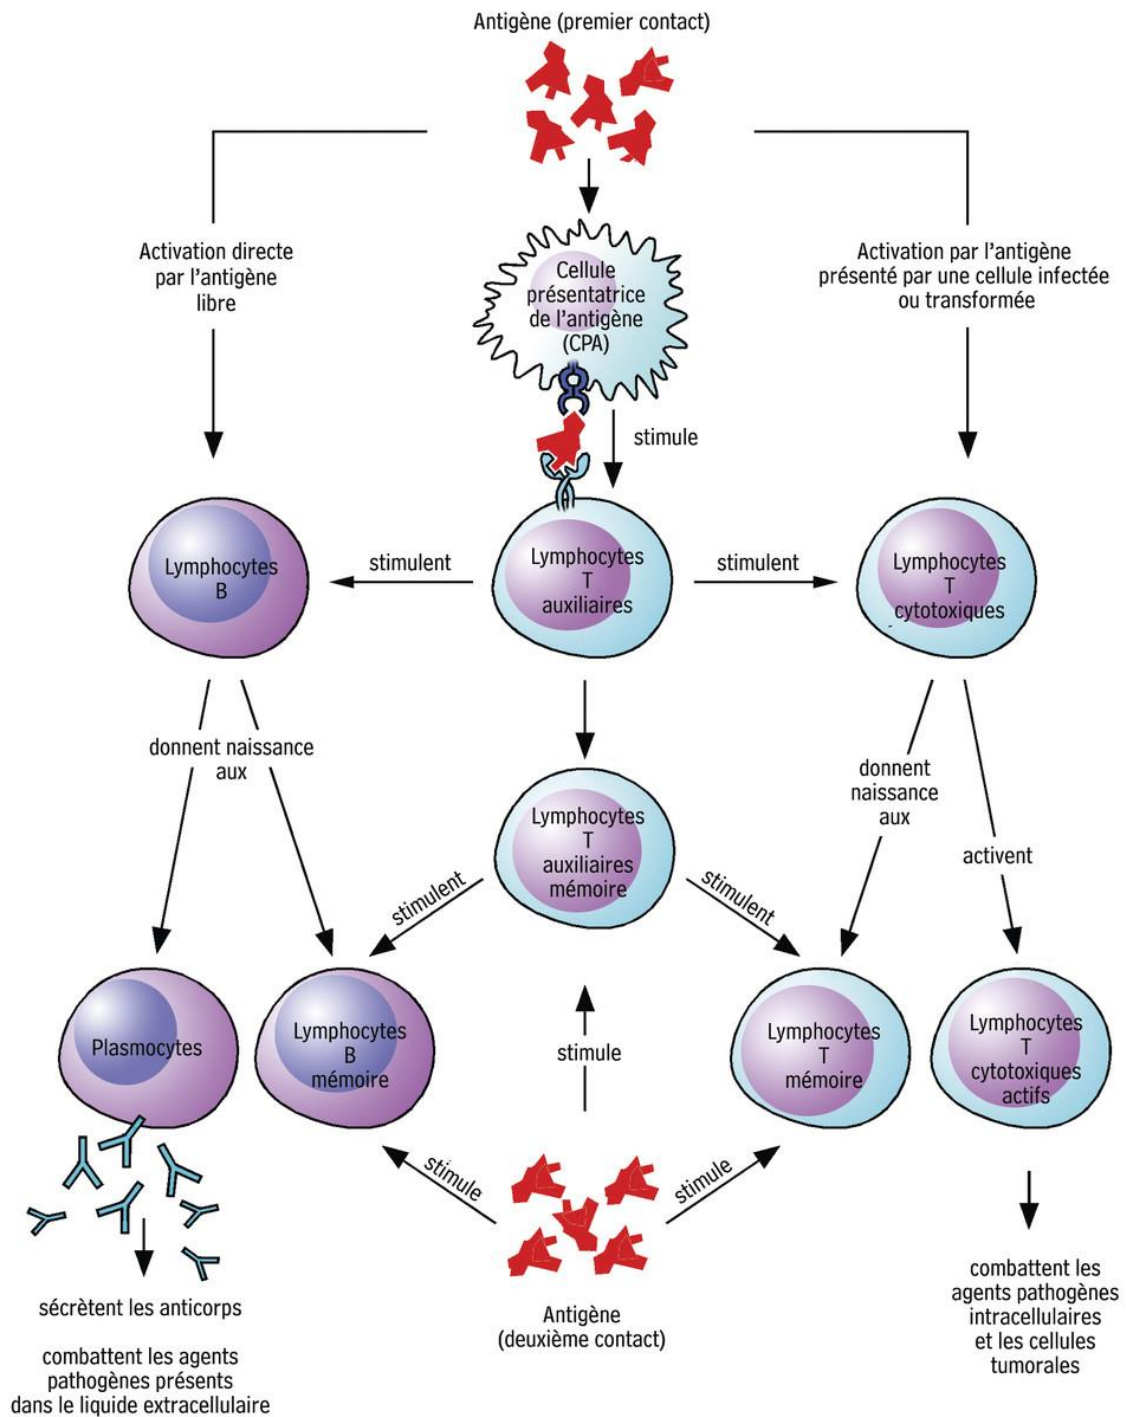 Antigène (premier contact)
Activation directe
par l'antigène
libre
Cellule
présentatrice
de l'antigène
(CPA)
Activation par l'antigène
présenté par une cellule infectée
ou transformée
stimule
Lymphocytes
B
stimulent
Lymphocytes
T
auxiliaires
stimulent
Lymphocytes
T
cytotoxiques
donnent naissance
aux
Lymphocytes
T
auxiliaires
mémoire
donnent
naissance
aux
activent
stimulent
stimulent
Plasmocytes
Lymphocytes
B
mémoire
stimule
Lymphocytes
T
mémoire
Lymphocytes
T
cytotoxiques
actifs
stimule
stimule
sécrètent les anticorps
combattent les agents
pathogènes présents
dans le liquide extracellulaire
Antigène
(deuxième contact)
combattent les
agents pathogènes
intracellulaires
et les cellules
tumorales